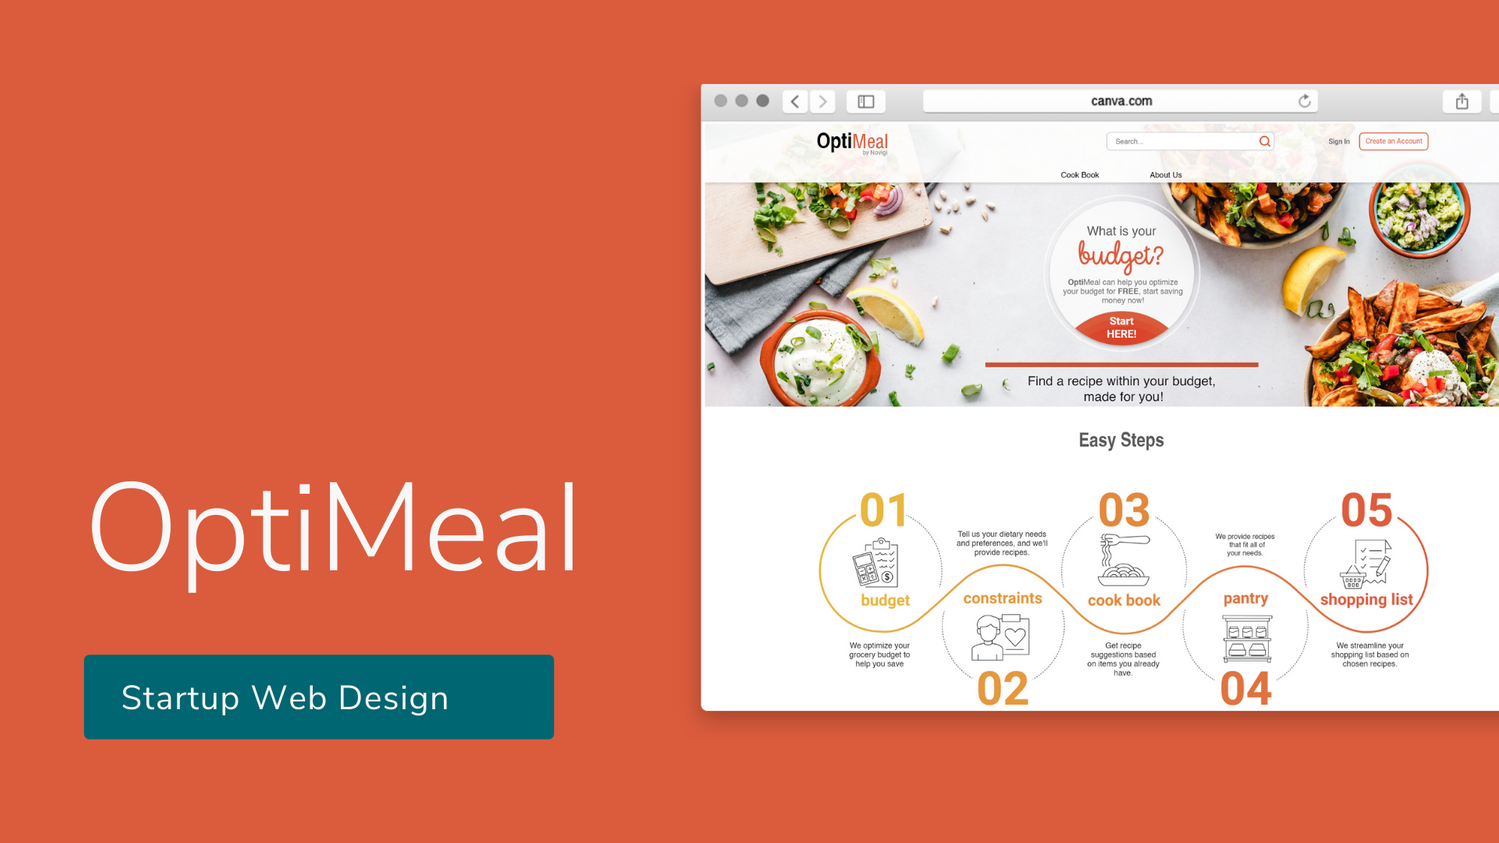 OptiMeal
Startup Web Design
canva.com
OptiMeal
by Novigi
Search...
Sign In
Create an Account
Cook Book
About Us
What is your
budget?
OptiMeal can help you optimize
your budget for FREE, start saving
money now!
Start
HERE!
Find a recipe within your budget,
made for you!
Easy Steps
01
budget
We optimize your
grocery budget to
help you save
Tell us your dietary needs
and preferences, and we'll
provide recipes.
constraints
02
03
cook book
Get recipe
suggestions based
on items you already
have.
We provide recipes
that fit all of
your needs.
pantry
04
05
shopping list
We streamline your
shopping list based on
chosen recipes.